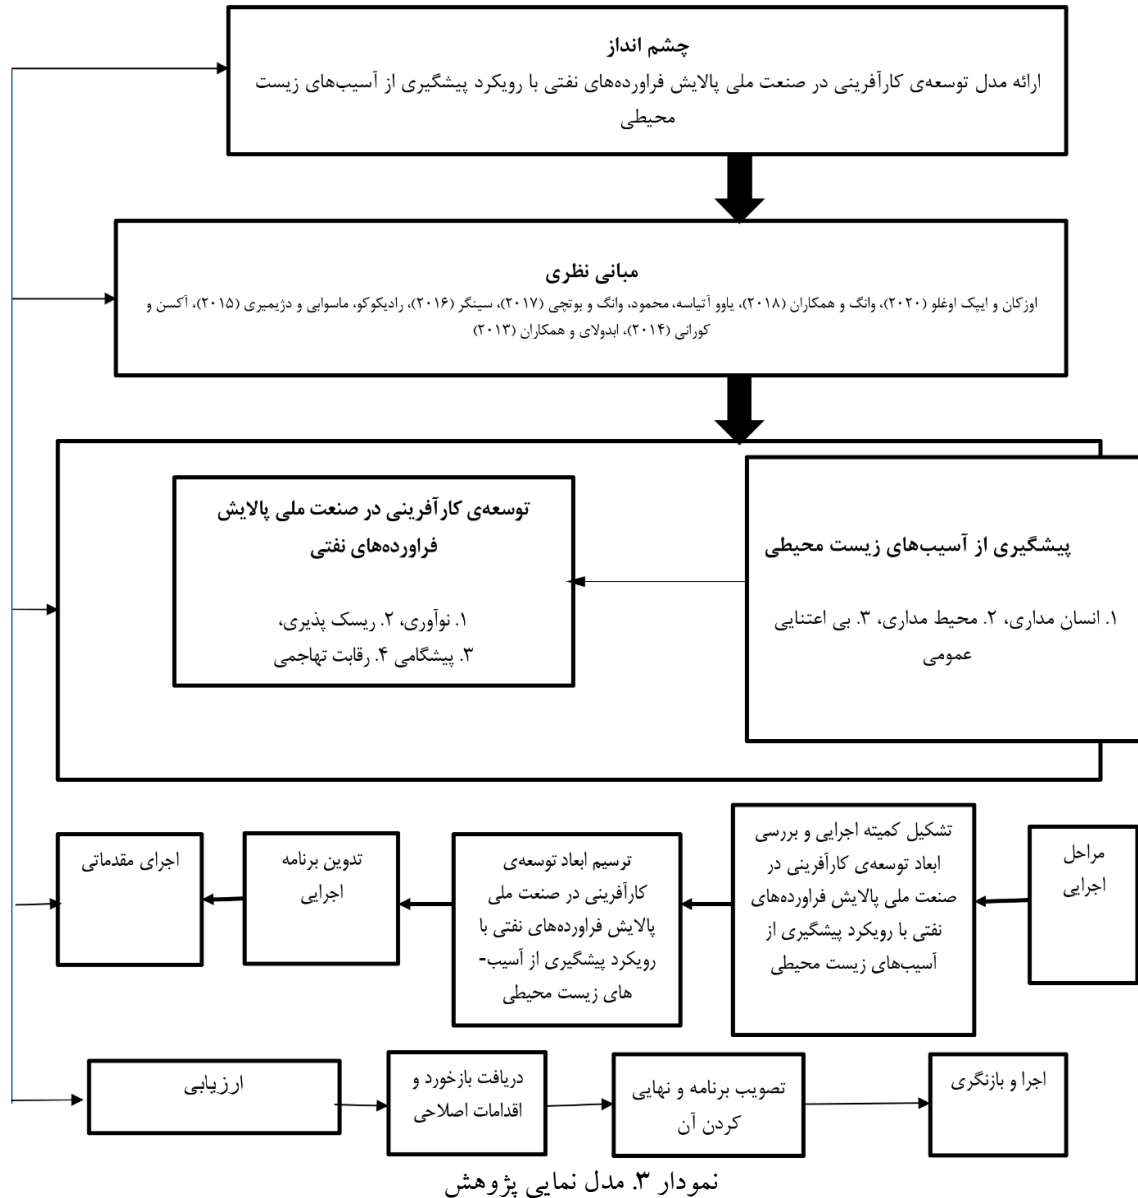 چشم انداز
ارائه مدل توسعه‌ی کارآفرینی در صنعت ملی پالایش فراورده‌های نفتی با رویکرد پیشگیری از آسیب‌های زیست
محیطی
مبانی نظری
اوزکان و ایپک اوغلو (۲۰۲۰)، وانگ و همکاران (۲۰۱۸)، یاوو آتیاسه، محمود، وانگ و بوتچی (۲۰۱۷)، سینگر (۲۰۱۶)، رادیکوکو، ماسوابی و دژیمیری (۲۰۱۵)، آکسن و
کورانی (۲۰۱۴)، ابدولای و همکاران (۲۰۱۳)
پیشگیری از آسیب‌های زیست محیطی
۱. انسان مداری، ۲. محیط مداری، ۳. بی اعتنایی
عمومی
توسعه‌ی کارآفرینی در صنعت ملی پالایش
فراورده‌های نفتی
۱. نوآوری، ۲. ریسک پذیری،
۳. پیشگامی ۴. رقابت تهاجمی
مراحل
اجرایی
تشکیل کمیته اجرایی و بررسی
ابعاد توسعه‌ی کارآفرینی در
صنعت ملی پالایش فراورده‌های
نفتی با رویکرد پیشگیری از
آسیب‌های زیست محیطی
ترسیم ابعاد توسعه‌ی
کارآفرینی در صنعت ملی
پالایش فراورده‌های نفتی با
رویکرد پیشگیری از آسیب-
های زیست محیطی
تدوین برنامه
اجرایی
اجرای مقدماتی
ارزیابی
دریافت بازخورد و
اقدامات اصلاحی
تصویب برنامه و نهایی
کردن آن
اجرا و بازنگری
نمودار ۳. مدل نمایی پژوهش